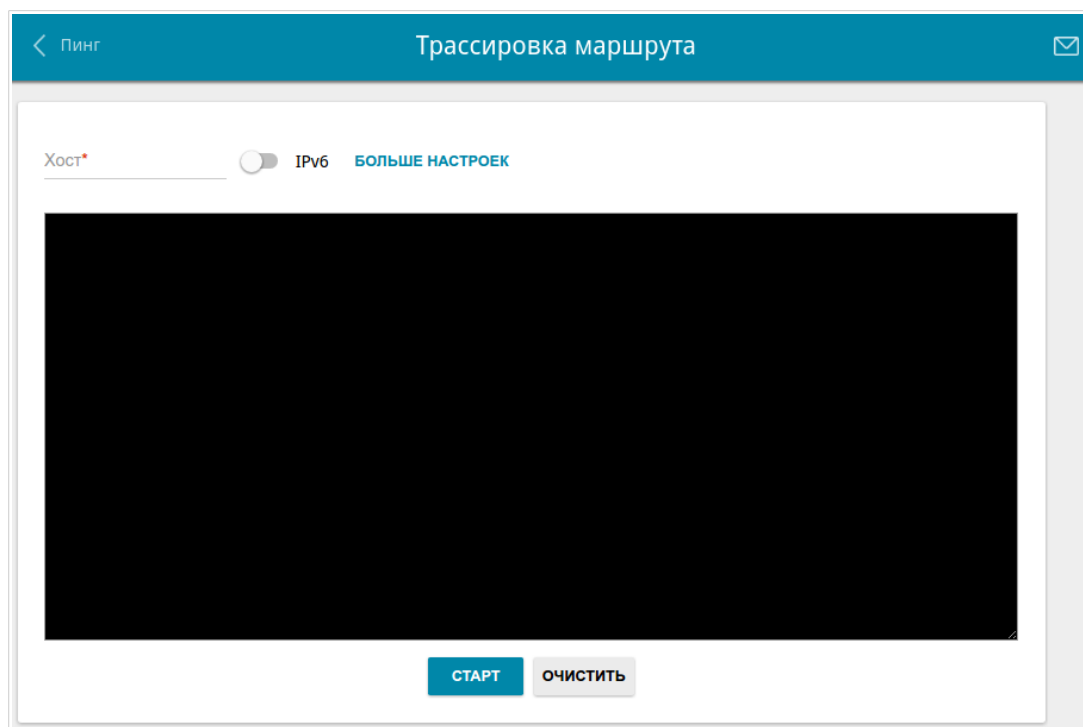 Пинг
Трассировка маршрута
Хост*
IPv6
БОЛЬШЕ НАСТРОЕК
СТАРТ
ОЧИСТИТЬ